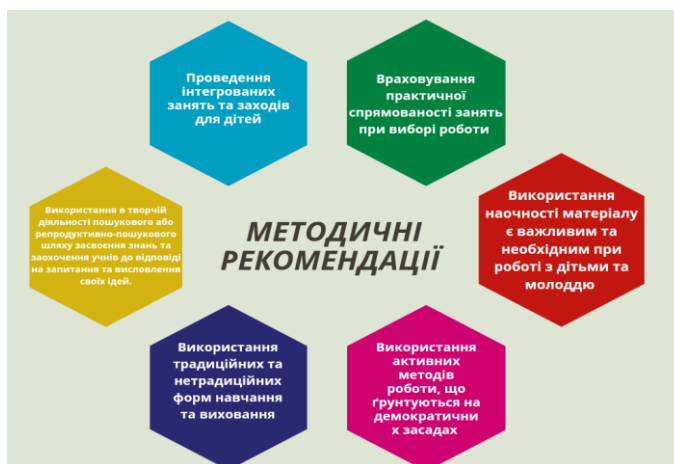 Проведення
інтегрованих
занять та заходів
для дітей
Враховування
практичної
спрямованості занять
при виборі роботи
Використання в творчій
діяльності пошукового або
репродуктивно-пошукового
шляху засвоєння знань та
заохочення учнів до відповіді
на запитання та висловлення
своїх ідей.
МЕТОДИЧНІ
РЕКОМЕНДАЦІЇ
Використання
наочності матеріалу
є важливим та
необхідним при
роботі з дітьми та
молоддю
Використання
традиційних та
нетрадиційних
форм навчання
та виховання
Використання
активних
методів
роботи, що
ґрунтуються на
демократични
х засадах